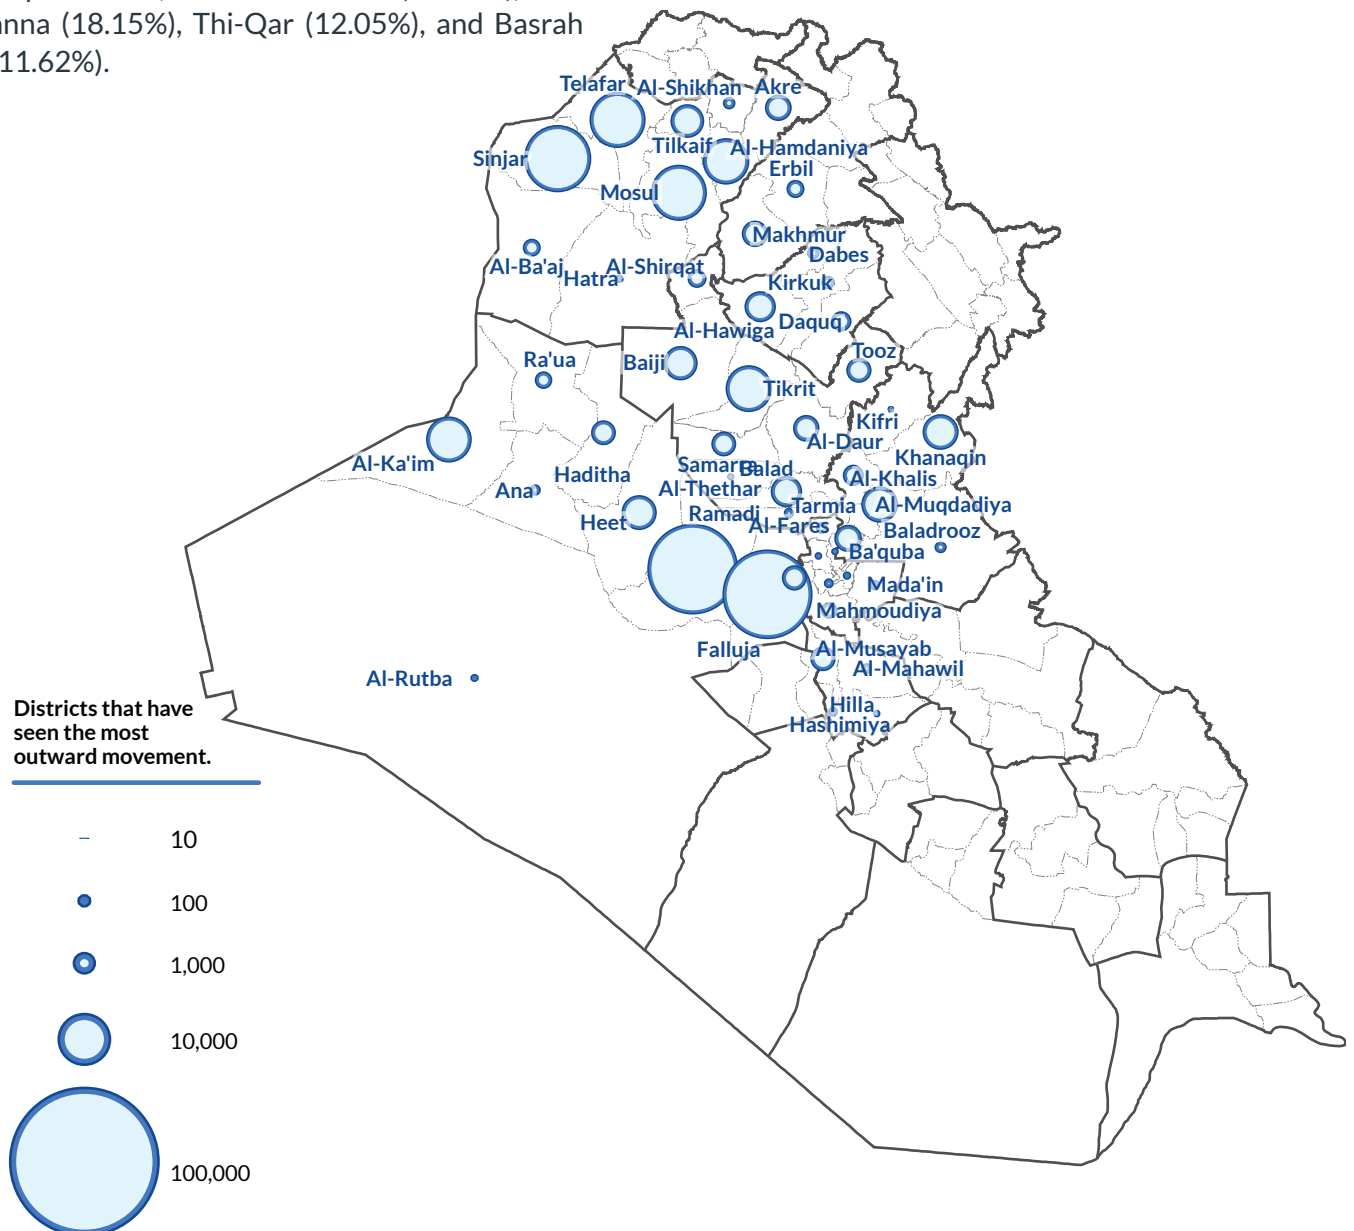 anna (18.15%), Thi-Qar (12.05%), and Basrah
11.62%).
Telafar
Al-Shikhan
Akre
Sinjar
Tilkaif
Al-Hamdaniya
Erbil
Mosul
Makhmur
Dabes
Al-Ba'aj
Hatra
Al-Shirqat
Kirkuk
Al-Hawiga
Daquq
Ra'ua
Baiji
Tooz
Tikrit
Kifri
Al-Daur
Khanaqin
Al-Ka'im
Haditha
Samarra
Balad
Al-Khalis
Ana
Al-Thethar
Tarmia
Al-Muqdadiya
Heet
Ramadi
Al-Fares
Baladrooz
Ba'quba
Mada'in
Mahmoudiya
Falluja
Al-Musayab
Al-Mahawil
Al-Rutba
Hilla
Hashimiya
Districts that have
seen the most
outward movement.
10
100
1,000
10,000
100,000